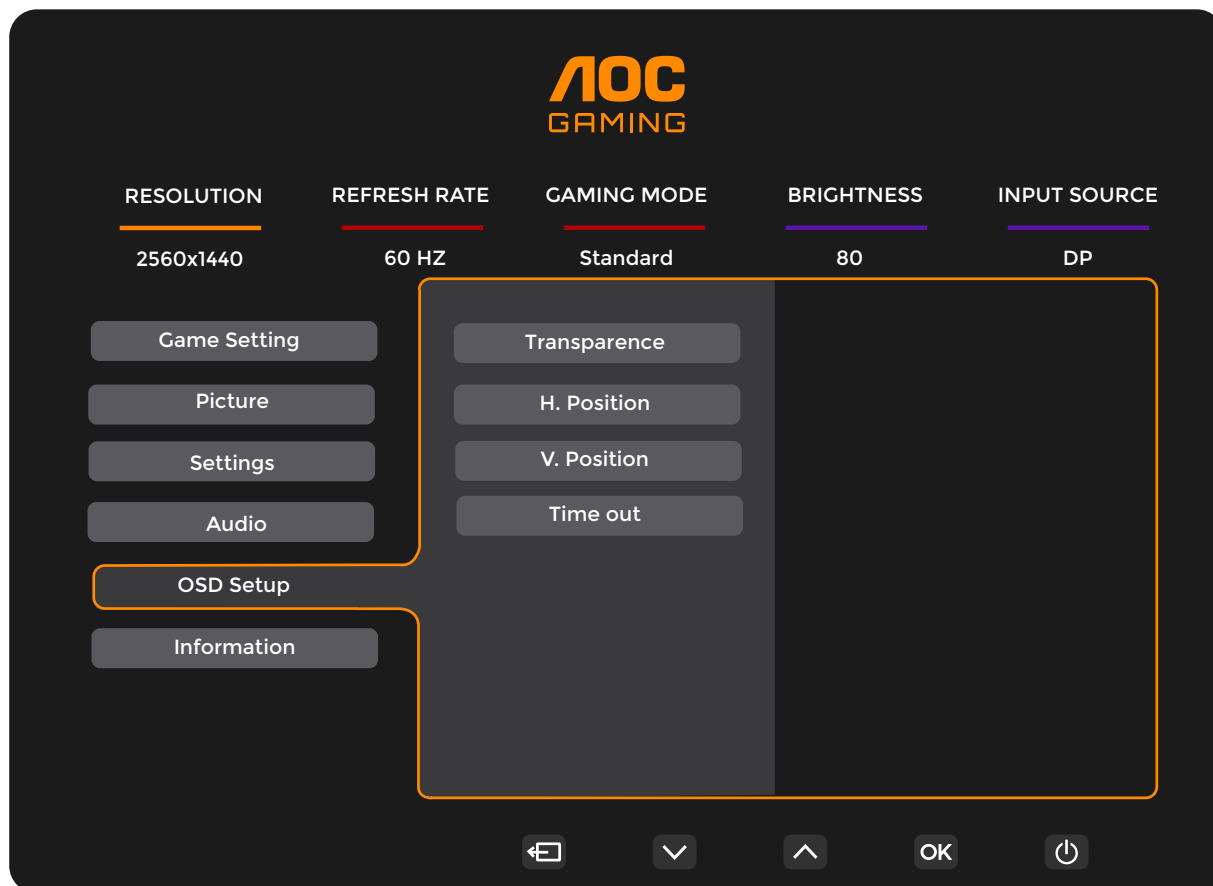 AOC
GAMING
RESOLUTION REFRESH RATE GAMING MODE BRIGHTNESS INPUT SOURCE
2560x1440 60 HZ Standard 80 DP
Game Setting Transparence
Picture H. Position
Settings V. Position
Audio Time out
OSD Setup
Information
OK